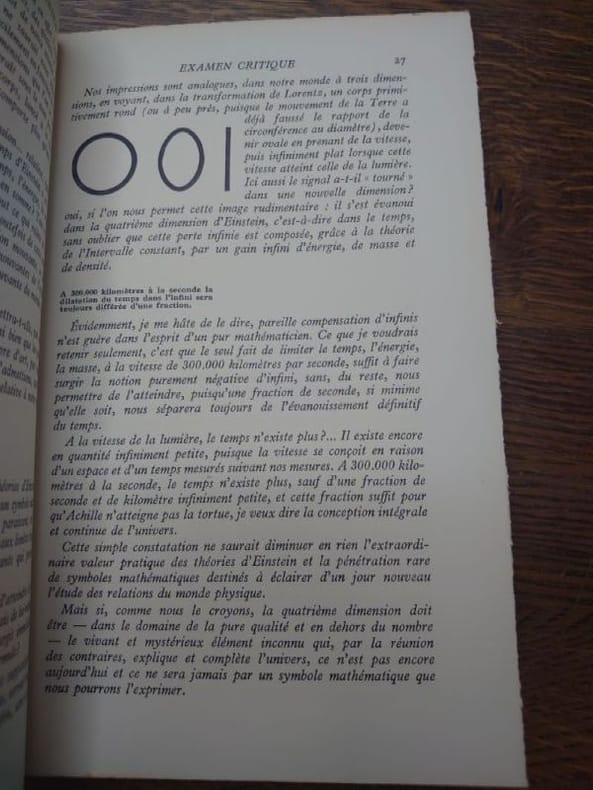 EXAMEN CRITIQUE 27
Nos impressions sont analogues, dans notre monde à trois dimen-
sions, en voyant, dans la transformation de Lorentz, un corps primi-
tivement rond (ou à peu près, puisque le mouvement de la Terre a
déjà faussé le rapport de la
circonférence au diamètre), deve-
nir ovale en prenant de la vitesse,
puis infiniment plat lorsque cette
vitesse atteint celle de la lumière.
Ici aussi le signal a-t-il « tourné »
dans une nouvelle dimension?
oui, si l'on nous permet cette image rudimentaire : il s'est évanoui
dans la quatrième dimension d'Einstein, c'est-à-dire dans le temps,
sans oublier que cette perte infinie est composée, grâce à la théorie
de l'Intervalle constant, par un gain infini d'énergie, de masse et
de densité.
A 300.000 kilomètres à la seconde la
dilatation du temps dans l'infini sera
toujours différée d'une fraction.
Évidemment, je me hâte de le dire, pareille compensation d'infinis
n'est guère dans l'esprit d'un pur mathématicien. Ce que je voudrais
retenir seulement, c'est que le seul fait de limiter le temps, l'énergie,
la masse, à la vitesse de 300.000 kilomètres par seconde, suffit à faire
surgir la notion purement négative d'infini, sans, du reste, nous
permettre de l'atteindre, puisqu'une fraction de seconde, si minime
qu'elle soit, nous séparera toujours de l'évanouissement définitif
du temps.
A la vitesse de la lumière, le temps n'existe plus?... Il existe encore
en quantité infiniment petite, puisque la vitesse se conçoit en raison
d'un espace et d'un temps mesurés suivant nos mesures. A 300.000 kilo-
mètres à la seconde, le temps n'existe plus, sauf d'une fraction de
seconde et de kilomètre infiniment petite, et cette fraction suffit pour
qu'Achille n'atteigne pas la tortue, je veux dire la conception intégrale
et continue de l'univers.
Cette simple constatation ne saurait diminuer en rien l'extraordi-
naire valeur pratique des théories d'Einstein et la pénétration rare
de symboles mathématiques destinés à éclairer d'un jour nouveau
l'étude des relations du monde physique.
Mais si, comme nous le croyons, la quatrième dimension doit
être — dans le domaine de la pure qualité et en dehors du nombre
— le vivant et mystérieux élément inconnu qui, par la réunion
des contraires, explique et complète l'univers, ce n'est pas encore
aujourd'hui et ce ne sera jamais par un symbole mathématique que
nous pourrons l'exprimer.